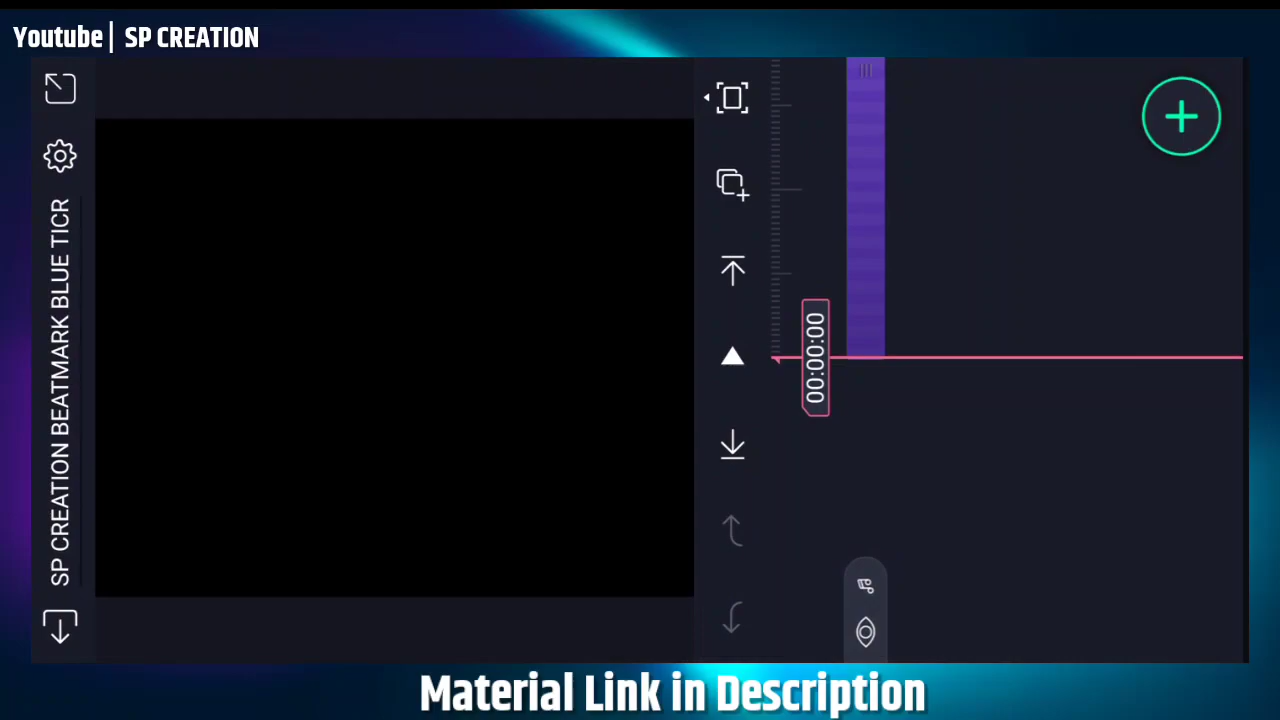 Youtube | SP CREATION
SP CREATION BEATMARK BLUE TICR
00:00:00
Material Link in Description